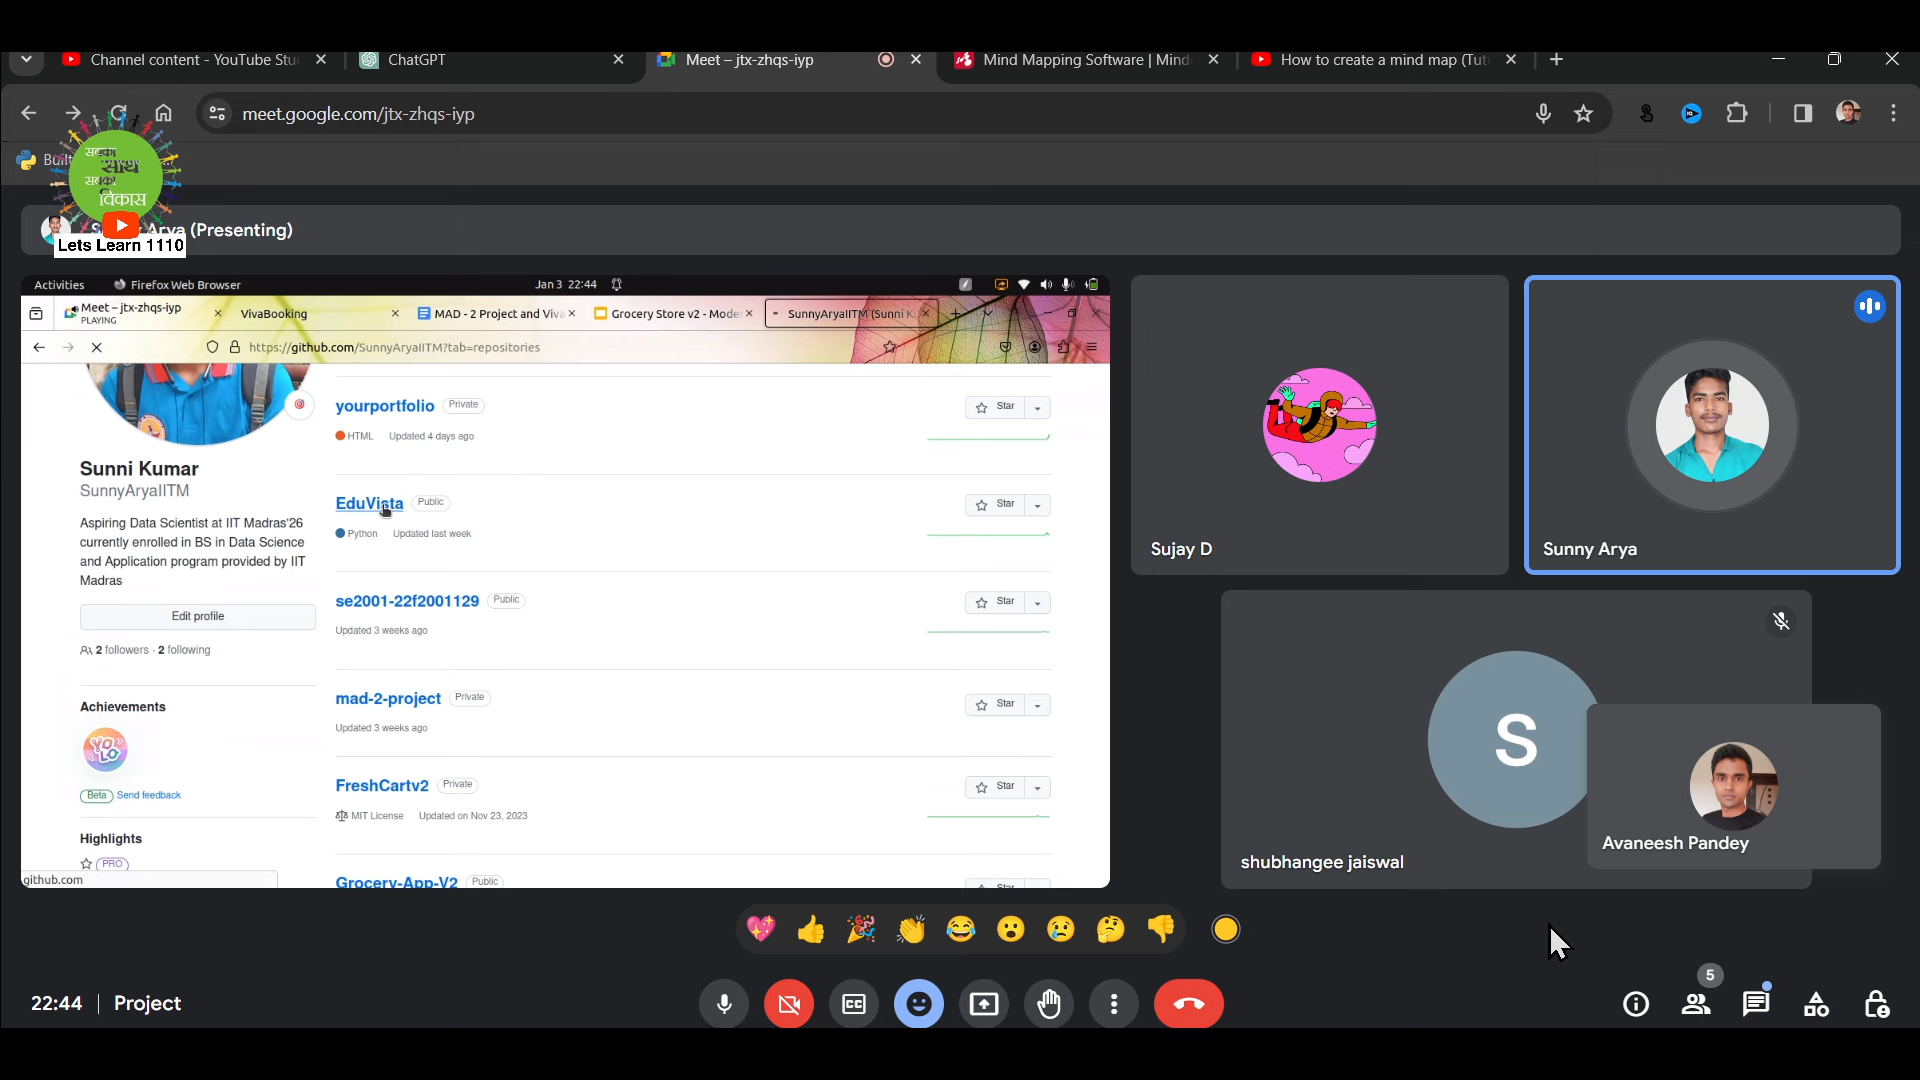 Channel content - YouTube Stu
ChatGPT
Meet – jtx-zhqs-iyp
Mind Mapping Software | Mind
How to create a mind map (Tut
meet.google.com/jtx-zhqs-iyp
सबका
साथ
सबका
विकास
Arya (Presenting)
Lets Learn 1110
Activities
Firefox Web Browser
Jan 3 22:44
Meet – jtx-zhqs-iyp
PLAYING
VivaBooking
MAD - 2 Project and Viva
Grocery Store v2 - Mode
SunnyAryaIITM (Sunni K
https://github.com/SunnyAryaIITM?tab=repositories
yourportfolio Private
Star
HTML Updated 4 days ago
Sunni Kumar
SunnyAryaIITM
EduVista Public
Star
Python Updated last week
Aspiring Data Scientist at IIT Madras'26
currently enrolled in BS in Data Science
and Application program provided by IIT
Madras
Edit profile
2 followers · 2 following
se2001-22f2001129 Public
Star
Updated 3 weeks ago
Achievements
YOLO
Beta Send feedback
mad-2-project Private
Star
Updated 3 weeks ago
FreshCartv2 Private
Star
MIT License Updated on Nov 23, 2023
Highlights
PRO
github.com
Grocery-App-V2 Public
Star
Sujay D
Sunny Arya
S
shubhangee jaiswal
Avaneesh Pandey
22:44 | Project
5